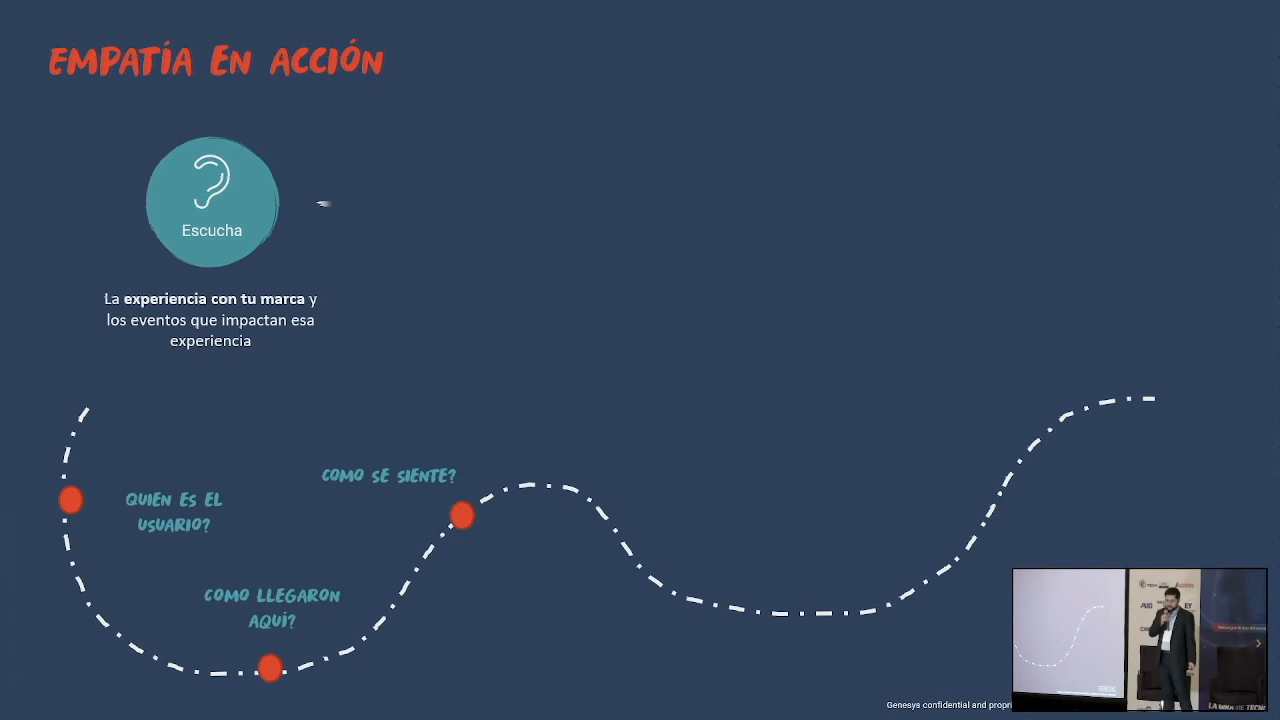 EMPATÍA EN ACCIÓN
Escucha
La experiencia con tu marca y
los eventos que impactan esa
experiencia
COMO SE SIENTE?
QUIEN ES EL
USUARIO?
COMO LLEGARON
AQUÍ?
Genesys confidential and propri
EY